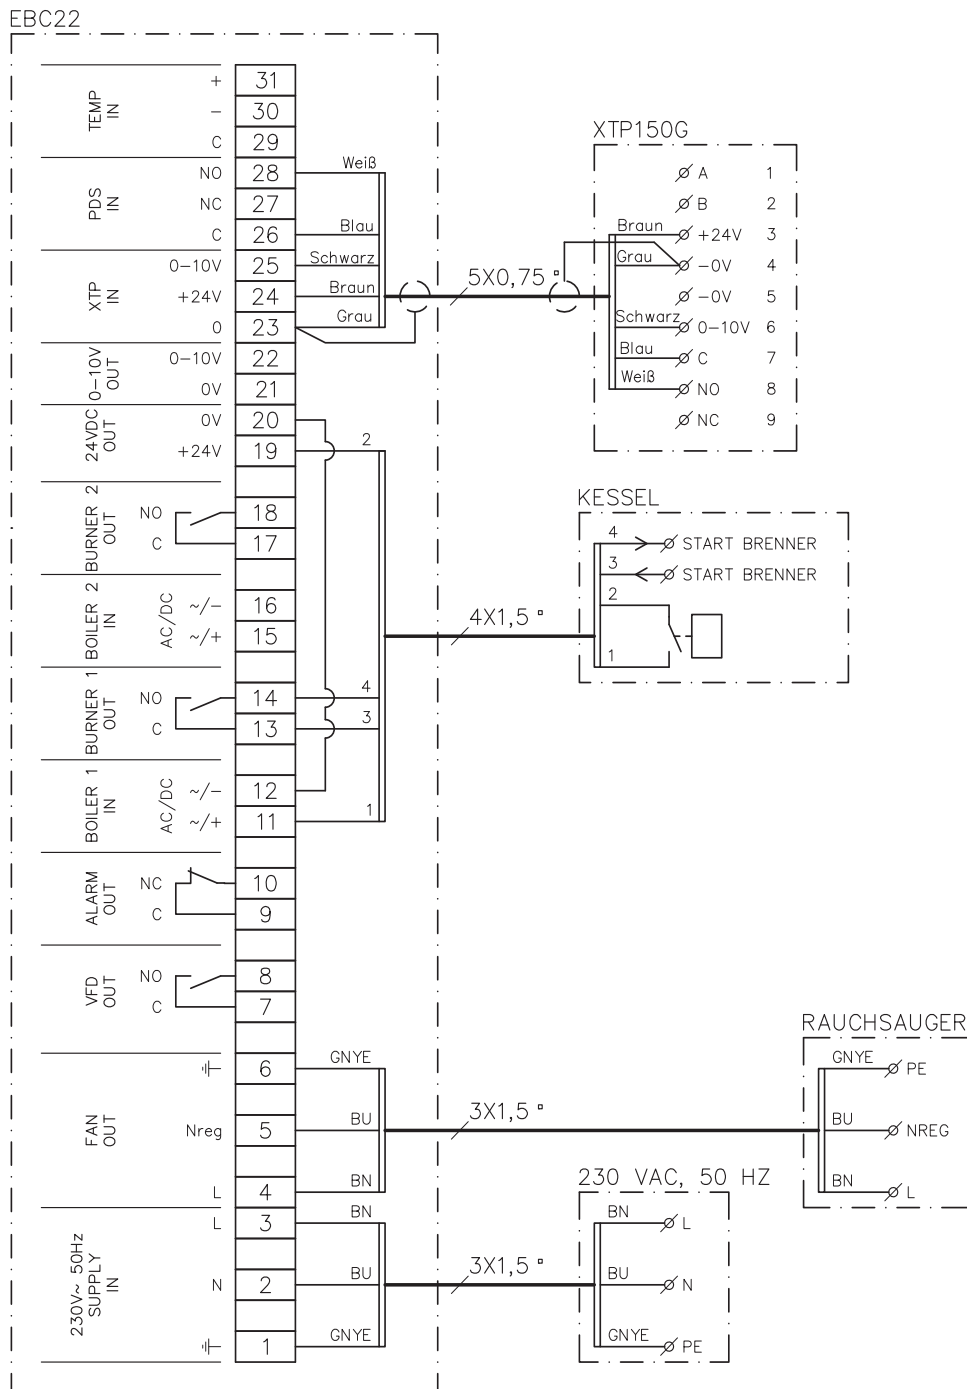 EBC22
TEMP IN
+ 31
− 30
C 29
PDS IN
NO 28 Weiß
NC 27
C 26 Blau
XTP IN
0−10V 25 Schwarz
+24V 24 Braun
0 23 Grau
0−10V OUT
0−10V 22
0V 21
24VDC OUT
0V 20
+24V 19 2
BURNER 2 OUT
NO 18
C 17
BOILER 2 IN
AC/DC
~/− 16
~/+ 15
BURNER 1 OUT
NO 14 4
C 13 3
BOILER 1 IN
AC/DC
~/− 12
~/+ 11 1
ALARM OUT
NC 10
C 9
VFD OUT
NO 8
C 7
FAN OUT
6 GNYE
Nreg 5 BU
L 4 BN
230V~ 50Hz SUPPLY IN
L 3 BN
N 2 BU
1 GNYE
5X0,75 ▫
XTP150G
A 1
B 2
Braun +24V 3
Grau −0V 4
−0V 5
Schwarz 0−10V 6
Blau C 7
Weiß NO 8
NC 9
4X1,5 ▫
KESSEL
4 START BRENNER
3 START BRENNER
2
1
3X1,5 ▫
RAUCHSAUGER
GNYE PE
BU NREG
BN L
3X1,5 ▫
230 VAC, 50 HZ
BN L
BU N
GNYE PE